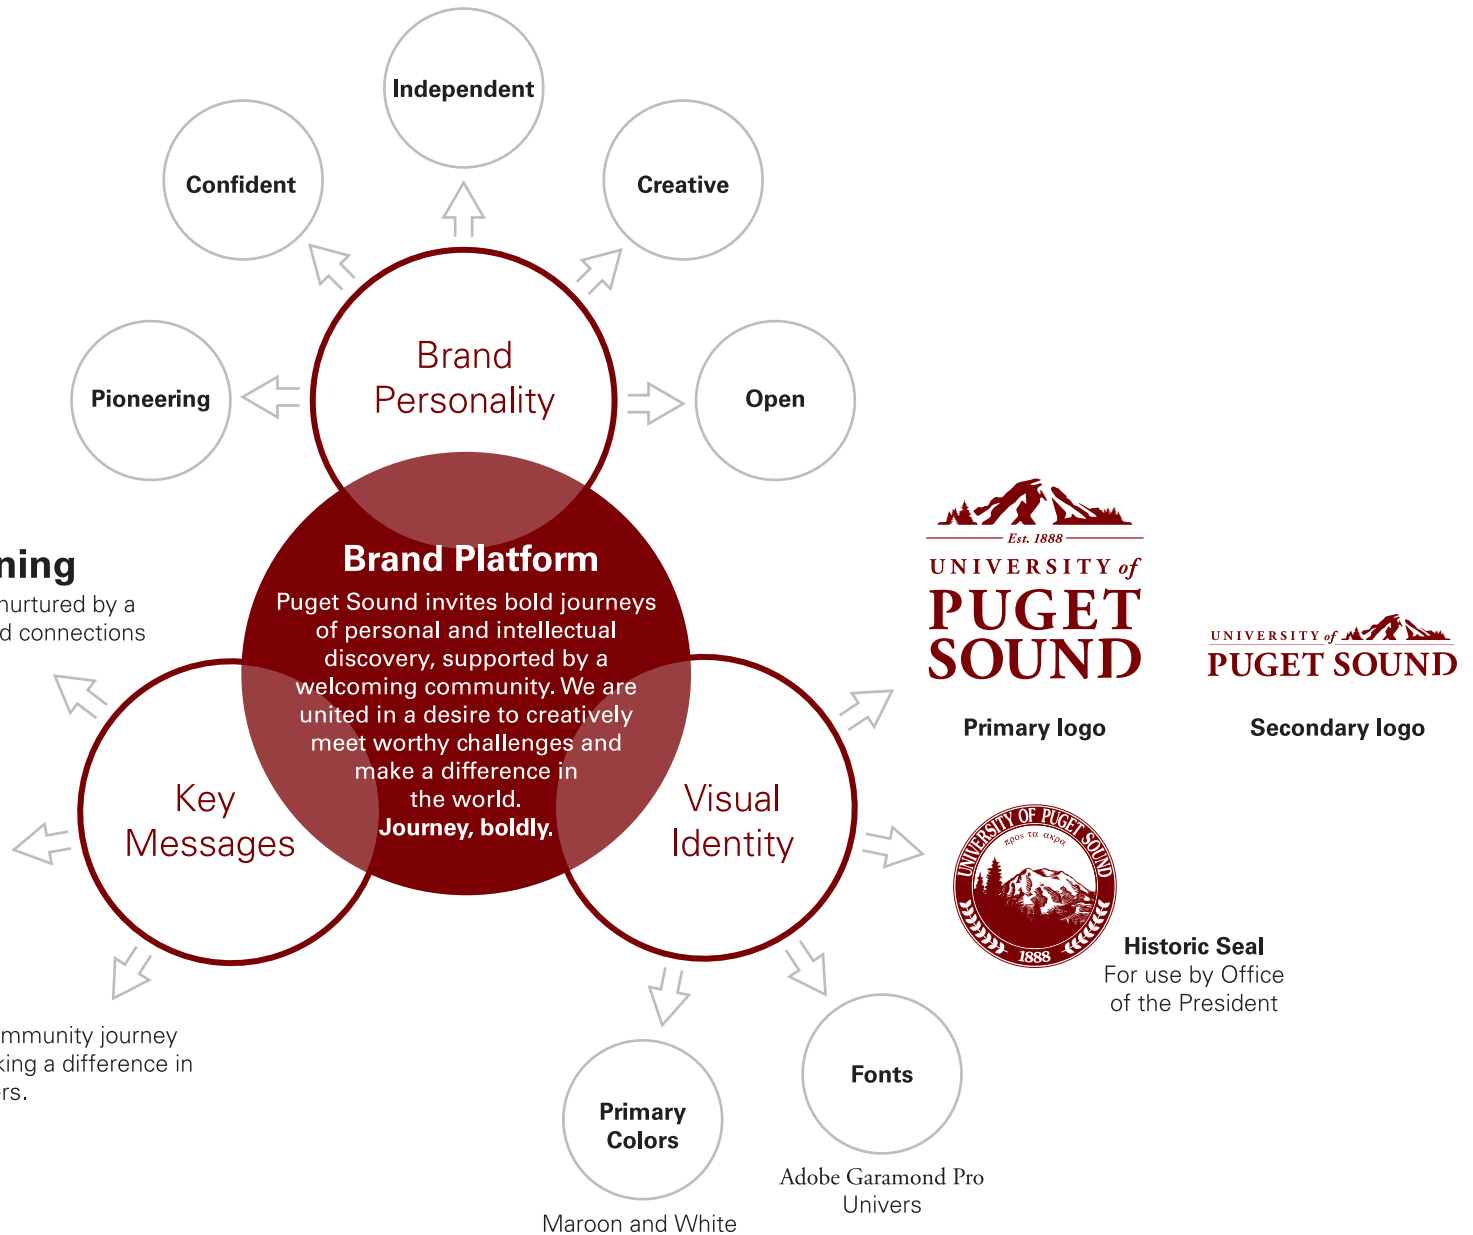 Independent
Confident
Creative
Brand
Personality
Pioneering
Open
Brand Platform
Puget Sound invites bold journeys
of personal and intellectual
discovery, supported by a
welcoming community. We are
united in a desire to creatively
meet worthy challenges and
make a difference in
the world.
Journey, boldly.
ning
nurtured by a
d connections
Key
Messages
mmunity journey
king a difference in
ers.
Visual
Identity
Est. 1888
UNIVERSITY of
PUGET
SOUND
Primary logo
UNIVERSITY of
PUGET SOUND
Secondary logo
UNIVERSITY OF PUGET SOUND
προς τα ακρα
1888
Historic Seal
For use by Office
of the President
Fonts
Adobe Garamond Pro
Univers
Primary
Colors
Maroon and White